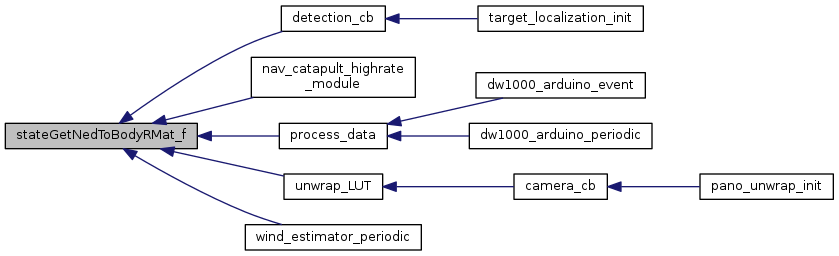 detection_cb
target_localization_init
nav_catapult_highrate
_module
dw1000_arduino_event
stateGetNedToBodyRMat_f
process_data
dw1000_arduino_periodic
unwrap_LUT
camera_cb
pano_unwrap_init
wind_estimator_periodic